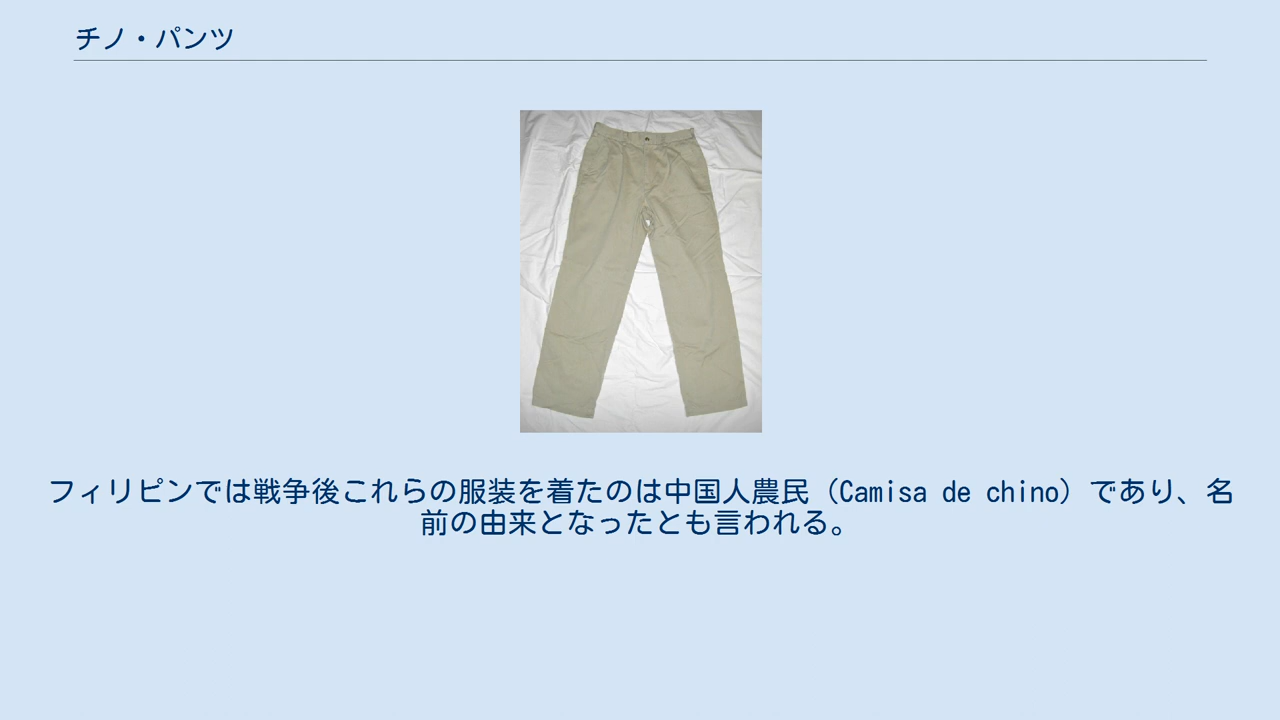 チノ・パンツ
フィリピンでは戦争後これらの服装を着たのは中国人農民（Camisa de chino）であり、名
前の由来となったとも言われる。